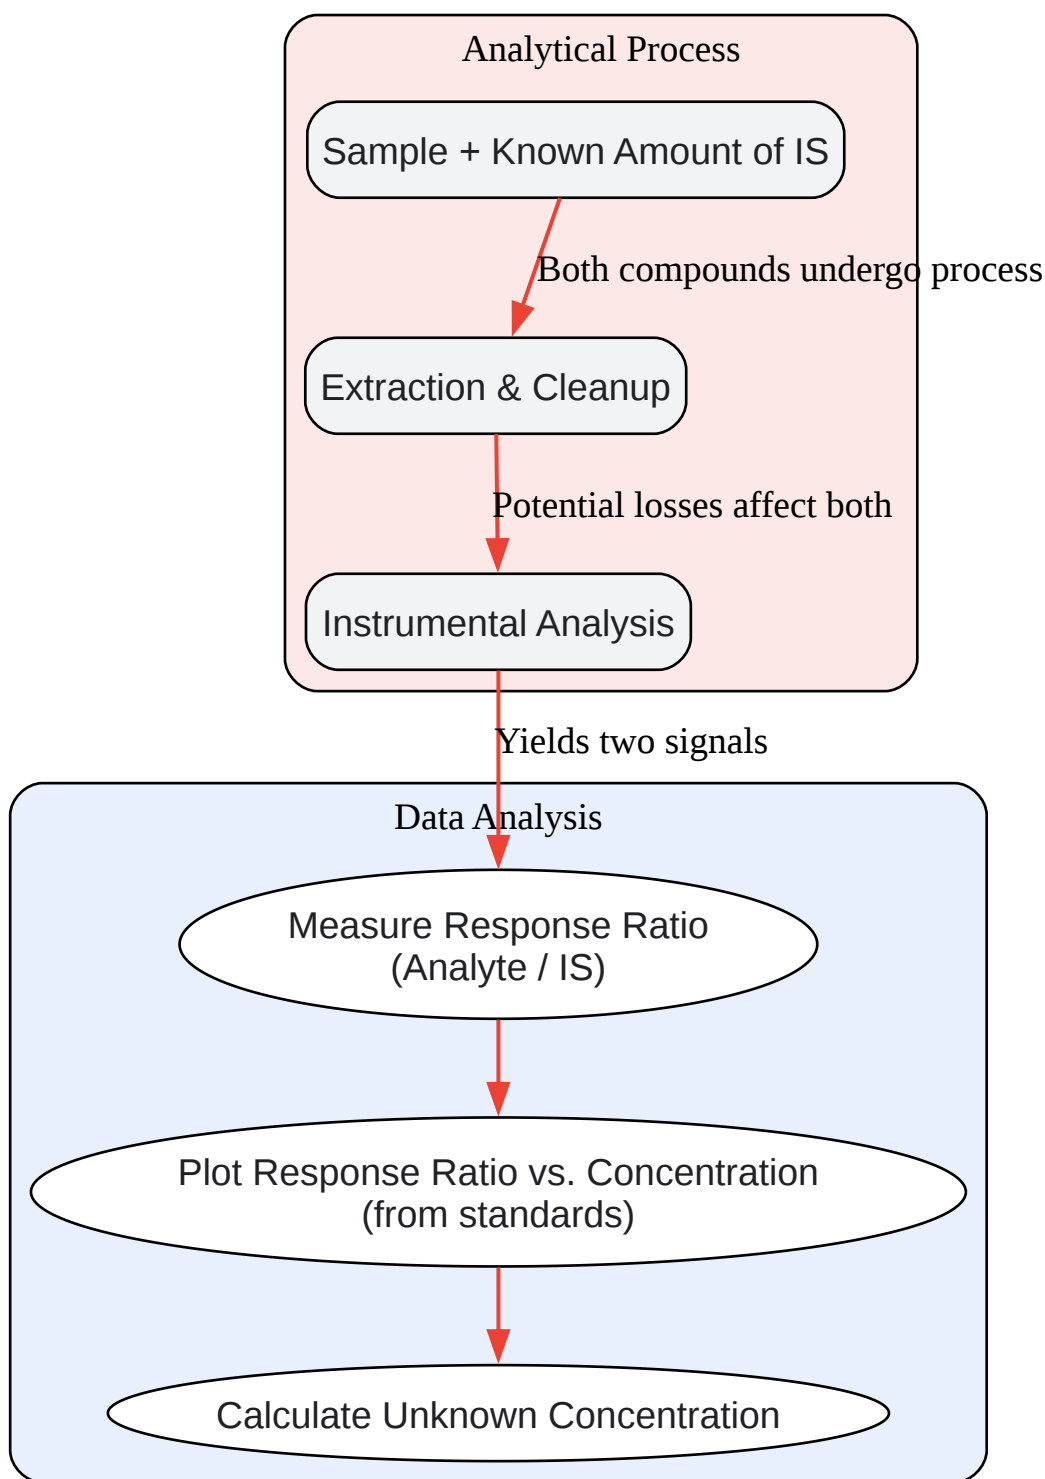 Analytical Process
Sample + Known Amount of IS
Both compounds undergo process
Extraction & Cleanup
Potential losses affect both
Instrumental Analysis
Yields two signals
Data Analysis
Measure Response Ratio
(Analyte / IS)
Plot Response Ratio vs. Concentration
(from standards)
Calculate Unknown Concentration